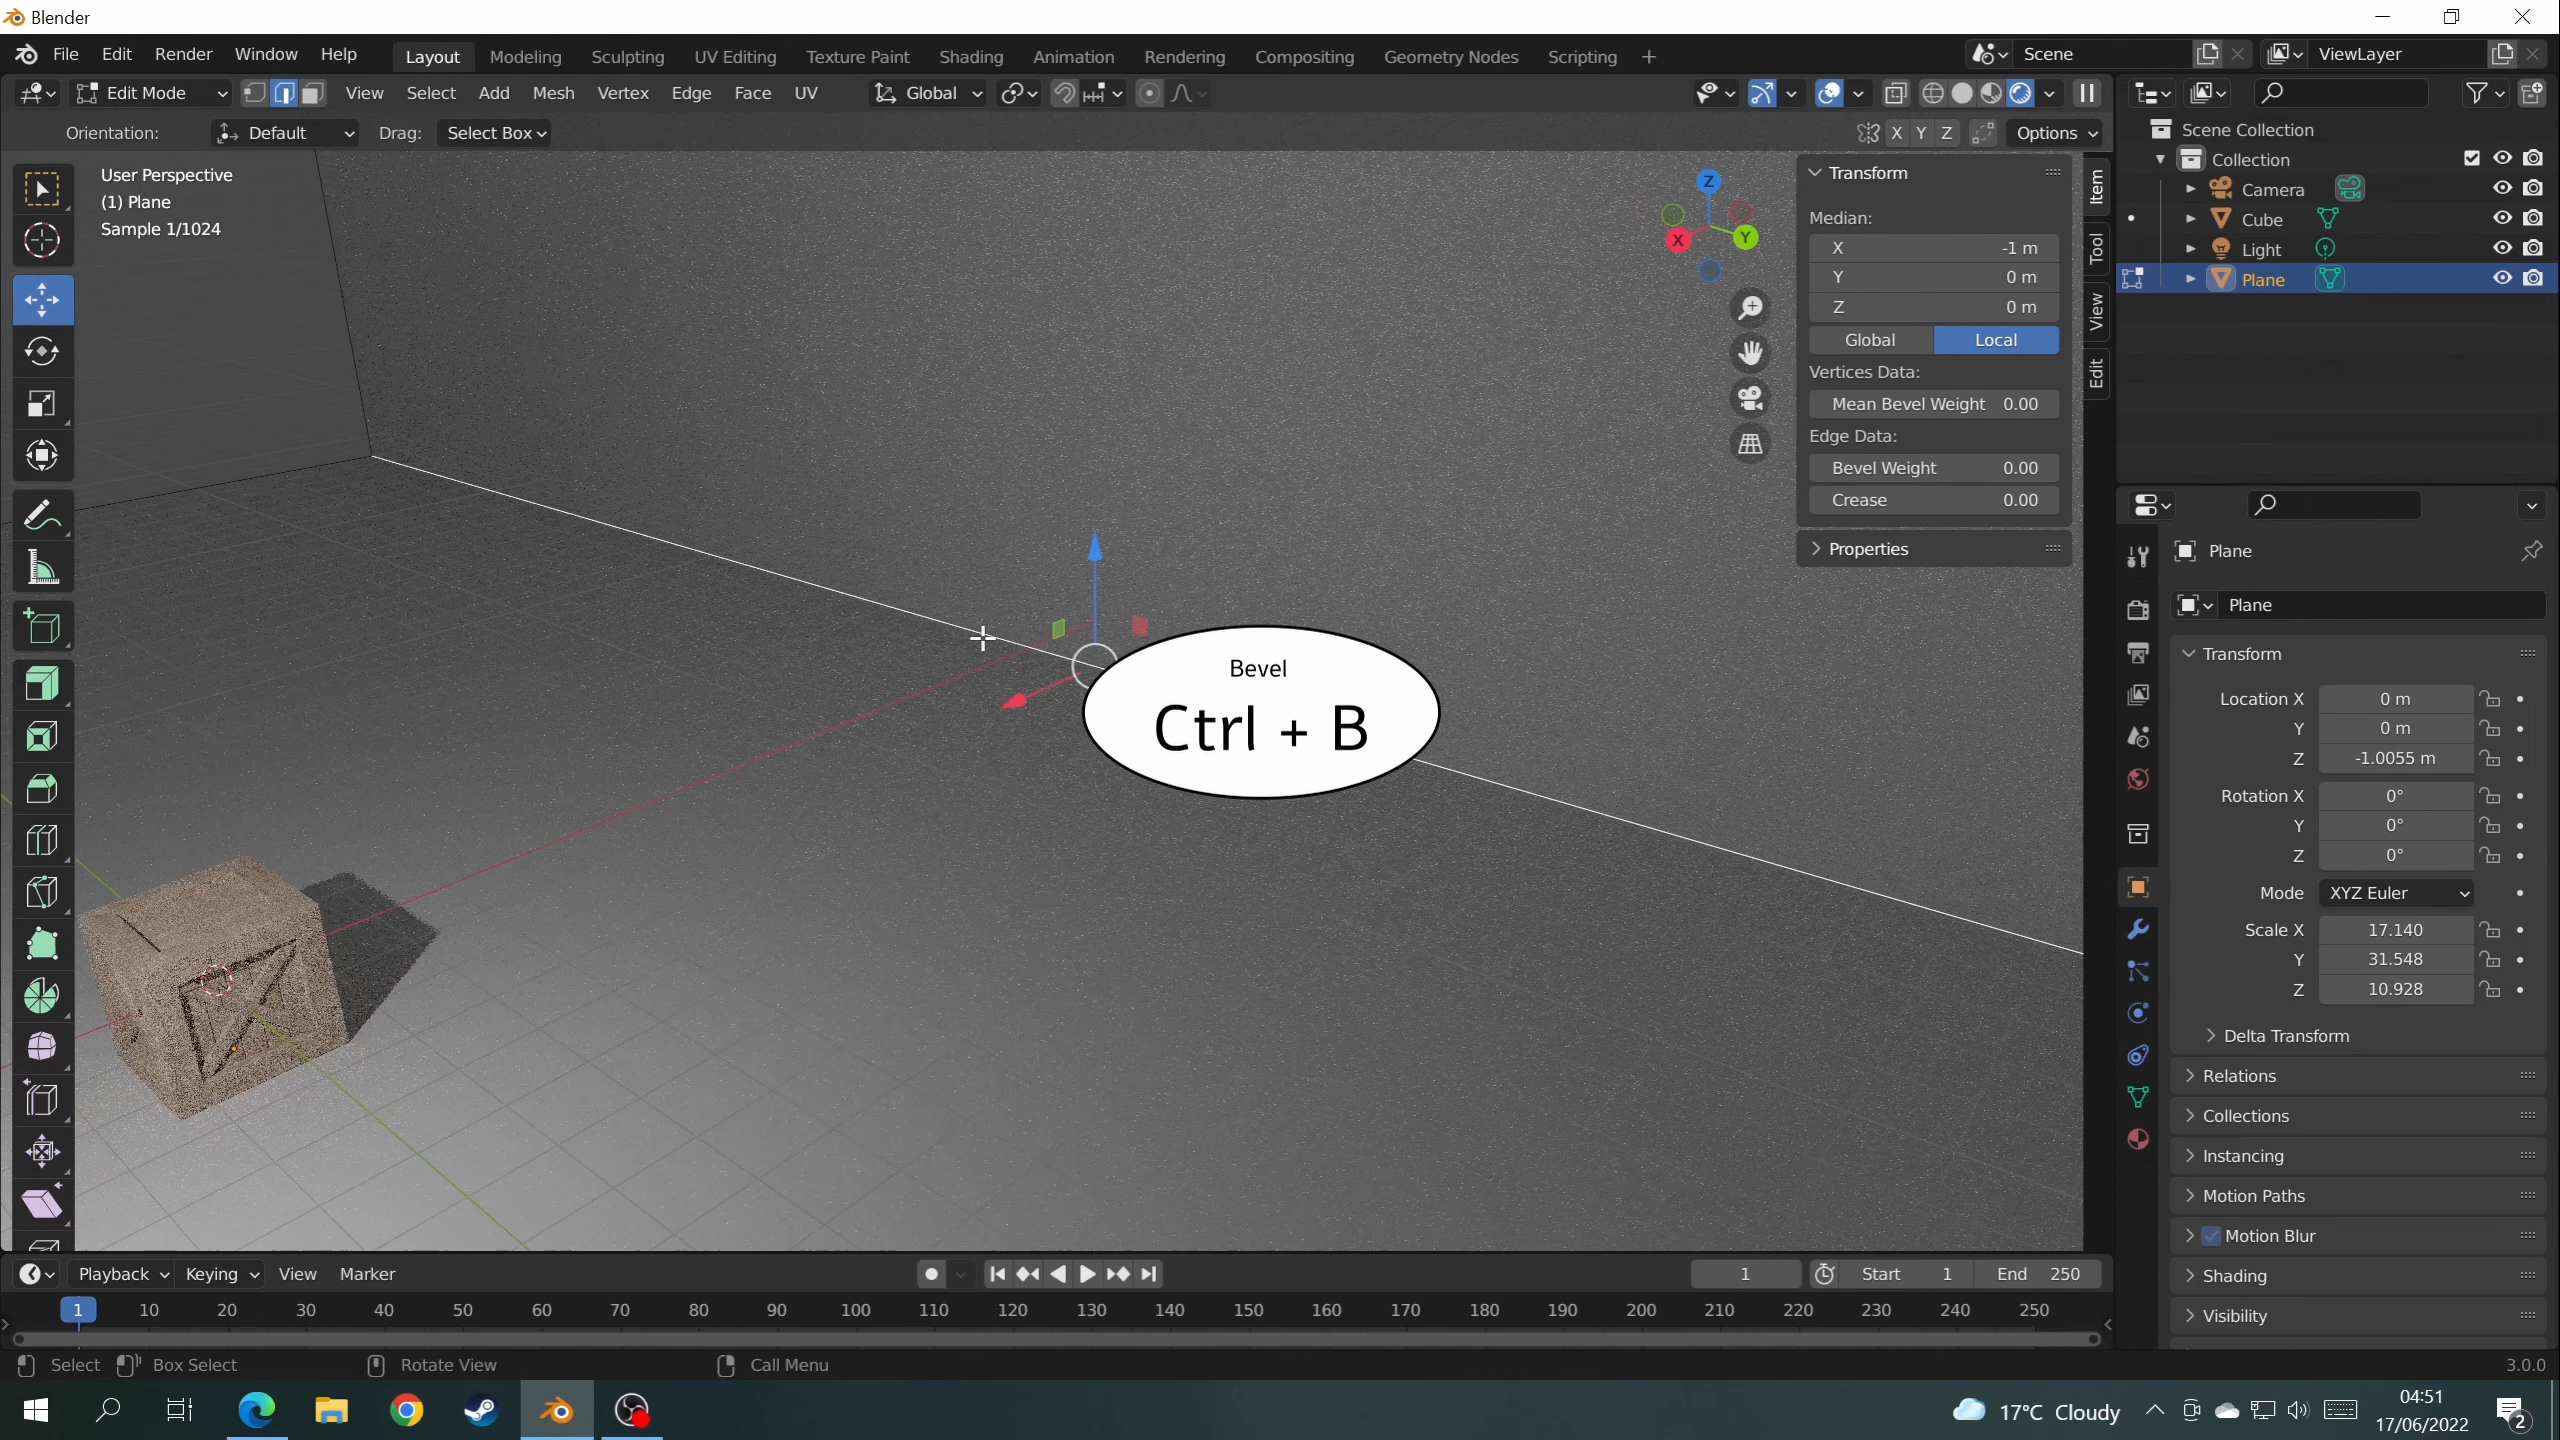 Blender
File Edit Render Window Help Layout Modeling Sculpting UV Editing Texture Paint Shading Animation Rendering Compositing Geometry Nodes Scripting + Scene ViewLayer
Edit Mode View Select Add Mesh Vertex Edge Face UV Global
Orientation: Default Drag: Select Box X Y Z Options
User Perspective
(1) Plane
Sample 1/1024
Z
X
Y
Transform
Median:
X -1 m
Y 0 m
Z 0 m
Global Local
Vertices Data:
Mean Bevel Weight 0.00
Edge Data:
Bevel Weight 0.00
Crease 0.00
Properties
Item
Tool
View
Edit
Bevel
Ctrl + B
Scene Collection
Collection
Camera
Cube
Light
Plane
Plane
Plane
Transform
Location X 0 m
Y 0 m
Z -1.0055 m
Rotation X 0°
Y 0°
Z 0°
Mode XYZ Euler
Scale X 17.140
Y 31.548
Z 10.928
Delta Transform
Relations
Collections
Instancing
Motion Paths
Motion Blur
Shading
Visibility
Playback Keying View Marker 1 Start 1 End 250
1 10 20 30 40 50 60 70 80 90 100 110 120 130 140 150 160 170 180 190 200 210 220 230 240 250
Select Box Select Rotate View Call Menu 3.0.0
17°C Cloudy
04:51
17/06/2022
2